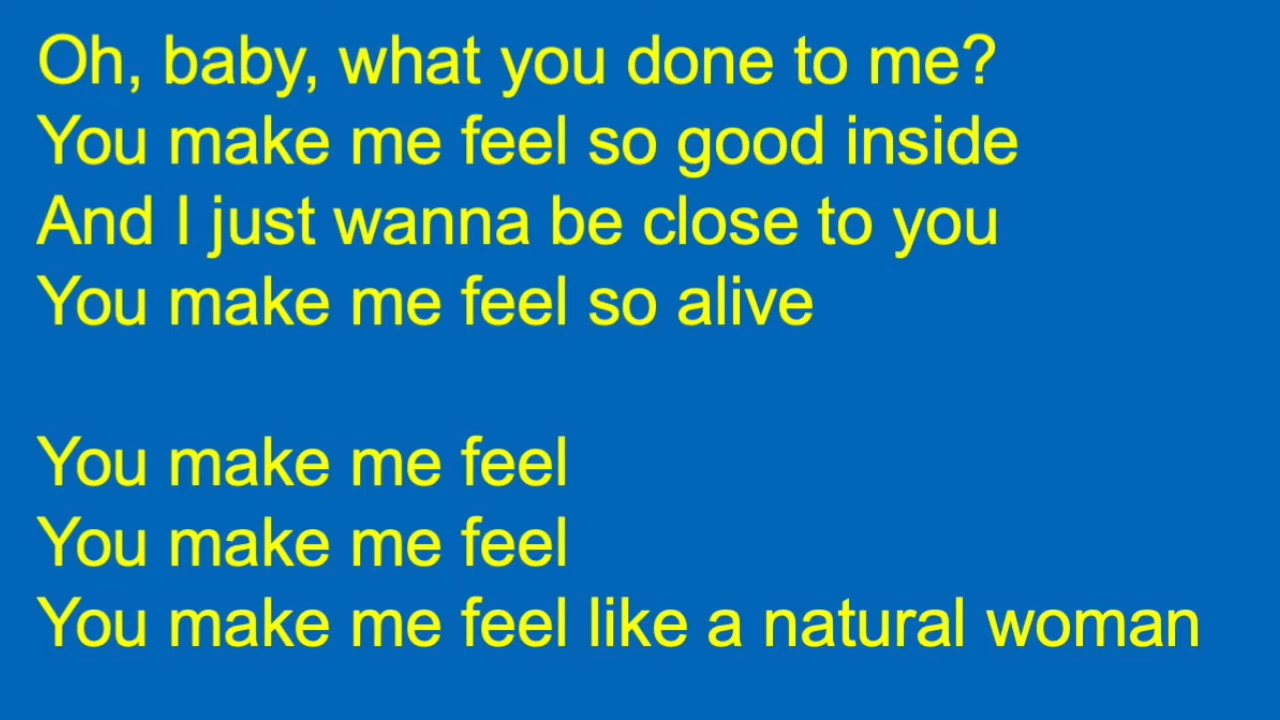 Oh, baby, what you done to me?
You make me feel so good inside
And I just wanna be close to you
You make me feel so alive
You make me feel
You make me feel
You make me feel like a natural woman